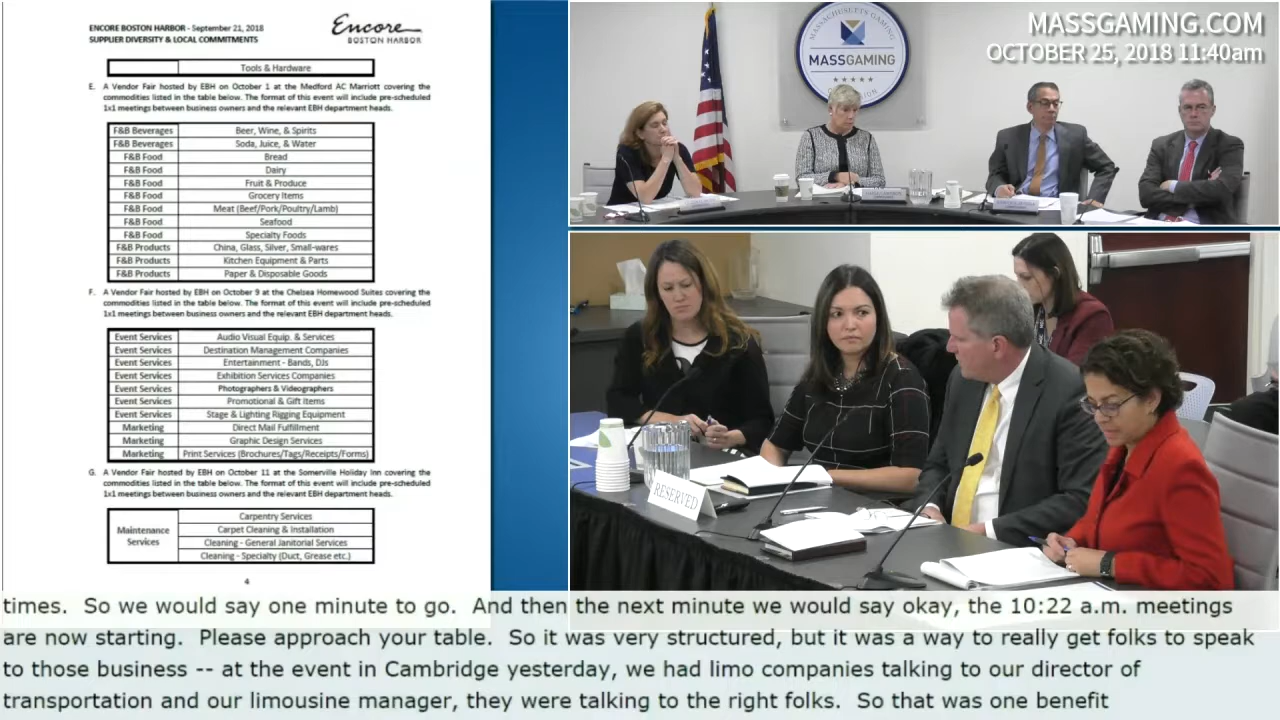 ENCORE BOSTON HARBOR - September 21, 2018
SUPPLIER DIVERSITY & LOCAL COMMITMENTS
Encore
BOSTON HARBOR
Tools & Hardware
E. A Vendor Fair hosted by EBH on October 1 at the Medford AC Marriott covering the
commodities listed in the table below. The format of this event will include pre-scheduled
1x1 meetings between business owners and the relevant EBH department heads.
F&B Beverages Beer, Wine, & Spirits
F&B Beverages Soda, Juice, & Water
F&B Food Bread
F&B Food Dairy
F&B Food Fruit & Produce
F&B Food Grocery Items
F&B Food Meat (Beef/Pork/Poultry/Lamb)
F&B Food Seafood
F&B Food Specialty Foods
F&B Products China, Glass, Silver, Small-wares
F&B Products Kitchen Equipment & Parts
F&B Products Paper & Disposable Goods
F. A Vendor Fair hosted by EBH on October 9 at the Chelsea Homewood Suites covering the
commodities listed in the table below. The format of this event will include pre-scheduled
1x1 meetings between business owners and the relevant EBH department heads.
Event Services Audio Visual Equip. & Services
Event Services Destination Management Companies
Event Services Entertainment - Bands, DJs
Event Services Exhibition Services Companies
Event Services Photographers & Videographers
Event Services Promotional & Gift Items
Event Services Stage & Lighting Rigging Equipment
Marketing Direct Mail Fulfillment
Marketing Graphic Design Services
Marketing Print Services (Brochures/Tags/Receipts/Forms)
G. A Vendor Fair hosted by EBH on October 11 at the Somerville Holiday Inn covering the
commodities listed in the table below. The format of this event will include pre-scheduled
1x1 meetings between business owners and the relevant EBH department heads.
Maintenance
Services
Carpentry Services
Carpet Cleaning & Installation
Cleaning - General Janitorial Services
Cleaning - Specialty (Duct, Grease etc.)
4
MASSGAMING.COM
OCTOBER 25, 2018 11:40am
MASSACHUSETTS GAMING
MASSGAMING
RESERVED
times. So we would say one minute to go. And then the next minute we would say okay, the 10:22 a.m. meetings
are now starting. Please approach your table. So it was very structured, but it was a way to really get folks to speak
to those business -- at the event in Cambridge yesterday, we had limo companies talking to our director of
transportation and our limousine manager, they were talking to the right folks. So that was one benefit